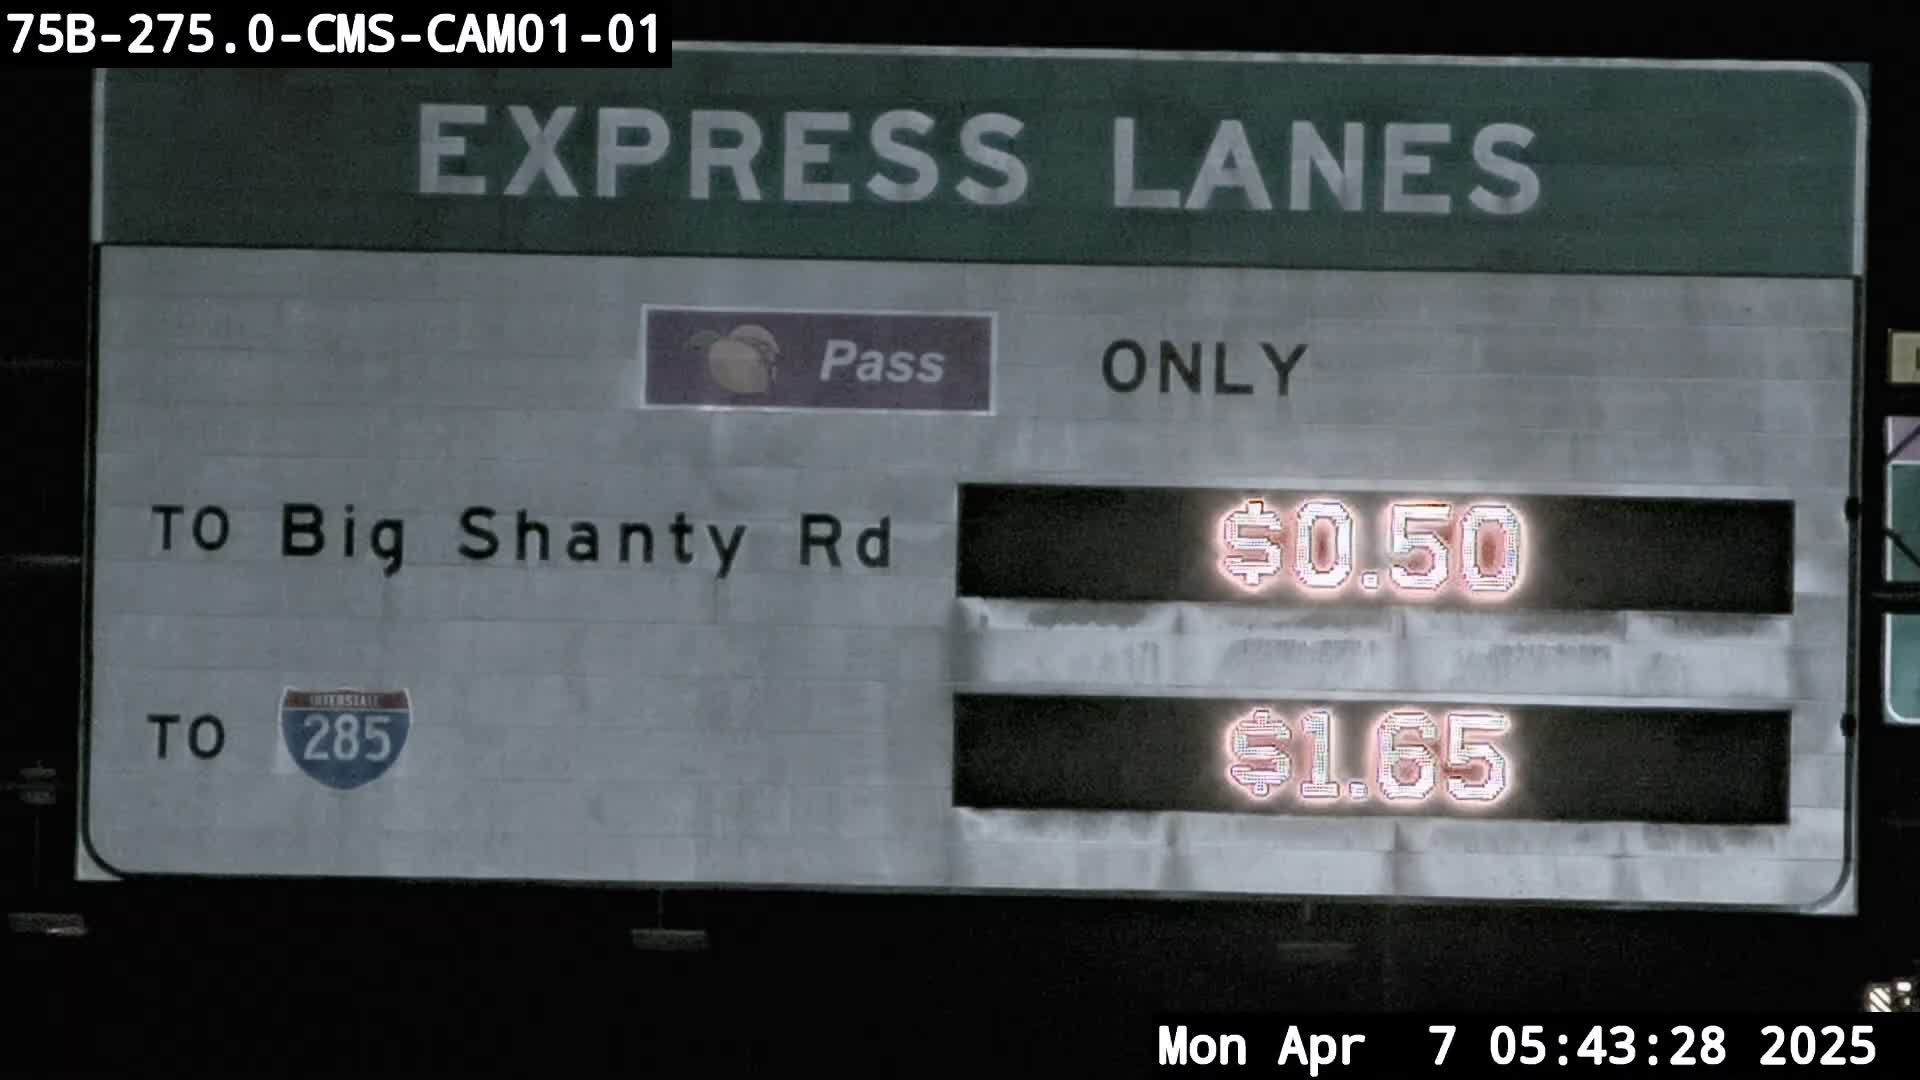 75B-275.0-CMS-CAM01-01
EXPRESS LANES
Pass ONLY
TO Big Shanty Rd $0.50
INTERSTATE
TO 285 $1.65
Mon Apr 7 05:43:28 2025